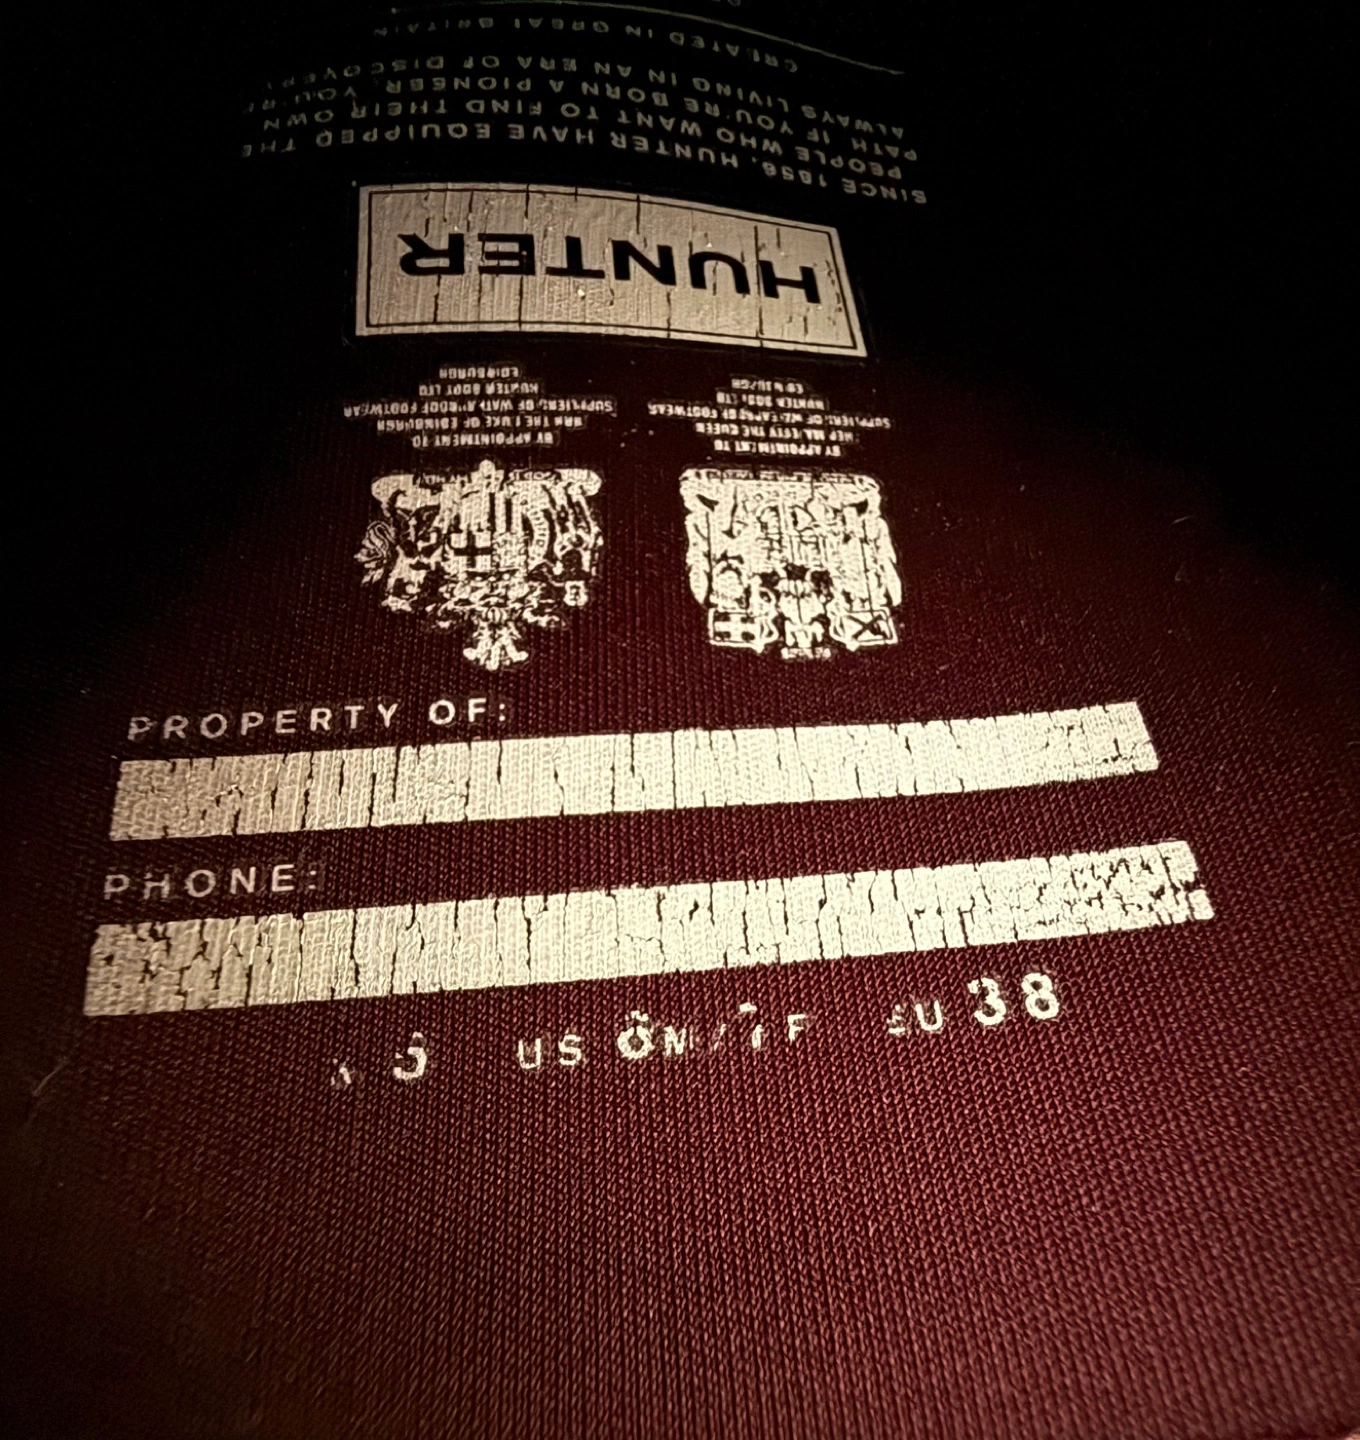 CREATED IN GREAT BRITAIN
ALWAYS LIVING IN AN ERA OF DISCOVERY
PATH. IF YOU'RE BORN A PIONEER, YOU'RE
PEOPLE WHO WANT TO FIND THEIR OWN
SINCE 1856, HUNTER HAVE EQUIPPED THE
HUNTER
EDINBURGH
HUNTER BOOT LTD
SUPPLIERS OF WATERPROOF FOOTWEAR
HRH THE DUKE OF EDINBURGH
BY APPOINTMENT TO
EDINBURGH
HUNTER BOOT LTD
SUPPLIERS OF WATERPROOF FOOTWEAR
HER MAJESTY THE QUEEN
BY APPOINTMENT TO
PROPERTY OF:
PHONE:
5 US 6M/7F EU 38